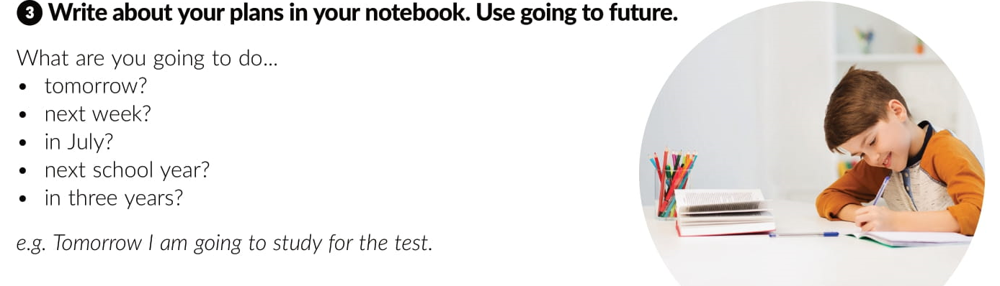 3 Write about your plans in your notebook. Use going to future.
What are you going to do...
• tomorrow?
• next week?
• in July?
• next school year?
• in three years?
e.g. Tomorrow I am going to study for the test.